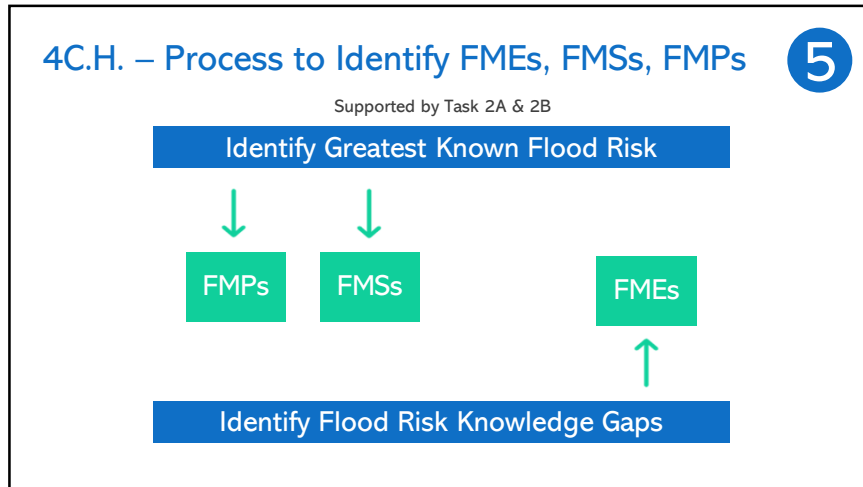 4C.H. – Process to Identify FMEs, FMSs, FMPs
5
Supported by Task 2A & 2B
Identify Greatest Known Flood Risk
FMPs
FMSs
FMEs
Identify Flood Risk Knowledge Gaps